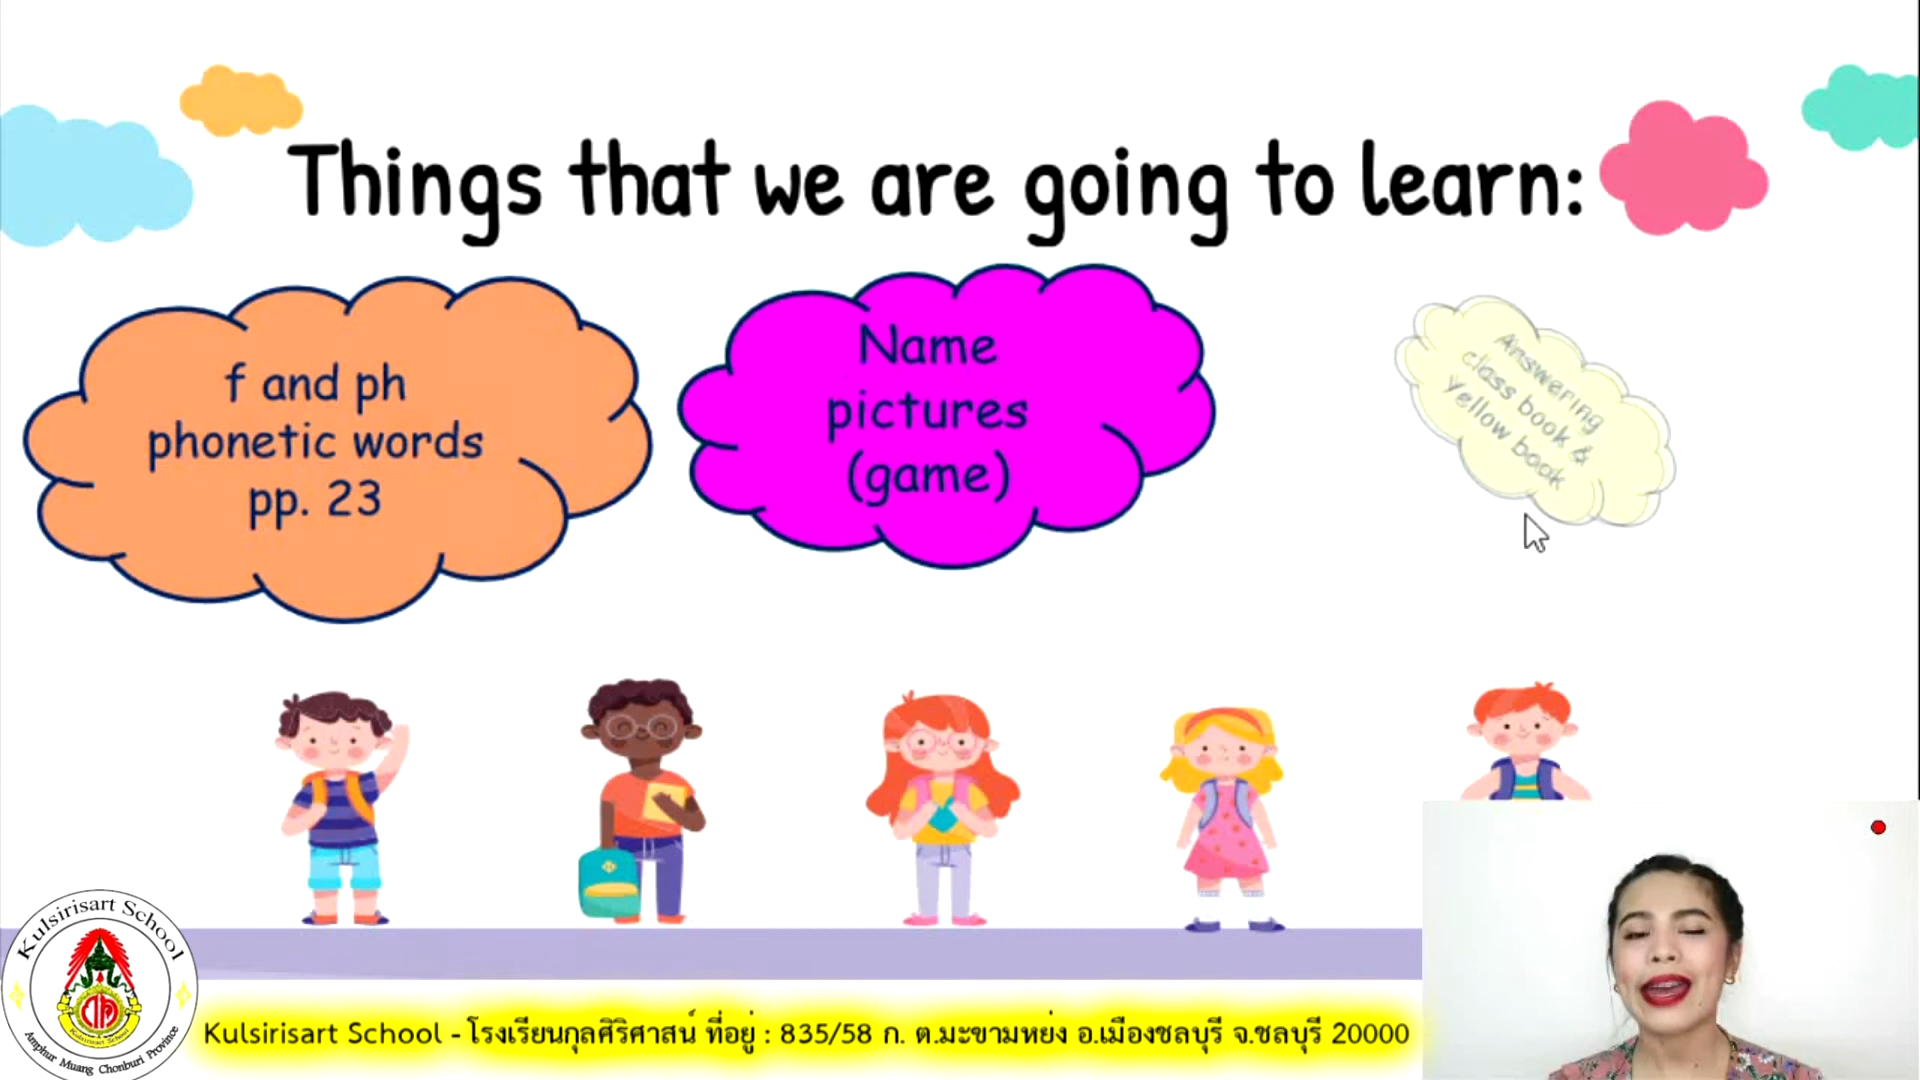 Things that we are going to learn:
f and ph
phonetic words
pp. 23
Name
pictures
(game)
Answering
class book &
Yellow book
Kulsirisart School
Amphur Muang Chonburi Province
Kulsirisart School - โรงเรียนกุลศิริศาสน์ ที่อยู่ : 835/58 ก. ต.มะขามหย่ง อ.เมืองชลบุรี จ.ชลบุรี 20000